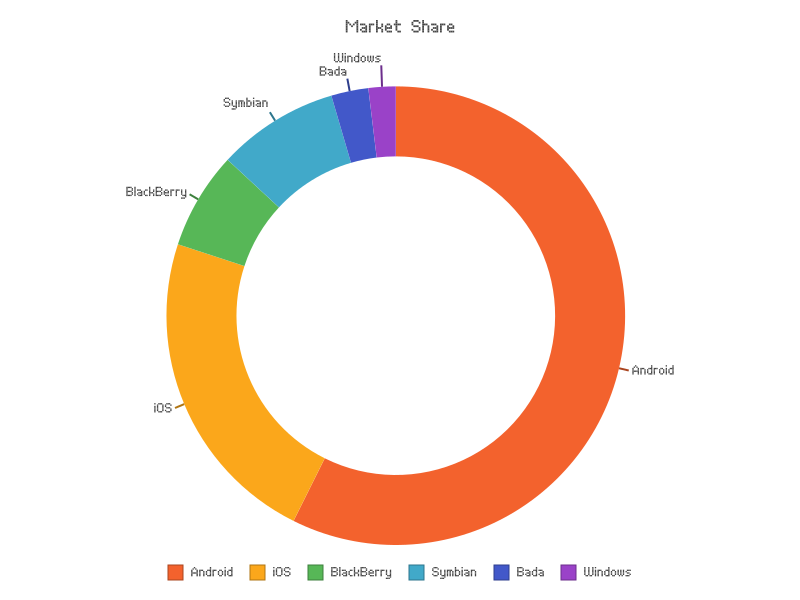 Market Share
Windows
Bada
Symbian
BlackBerry
Android
iOS
Android iOS BlackBerry Symbian Bada Windows